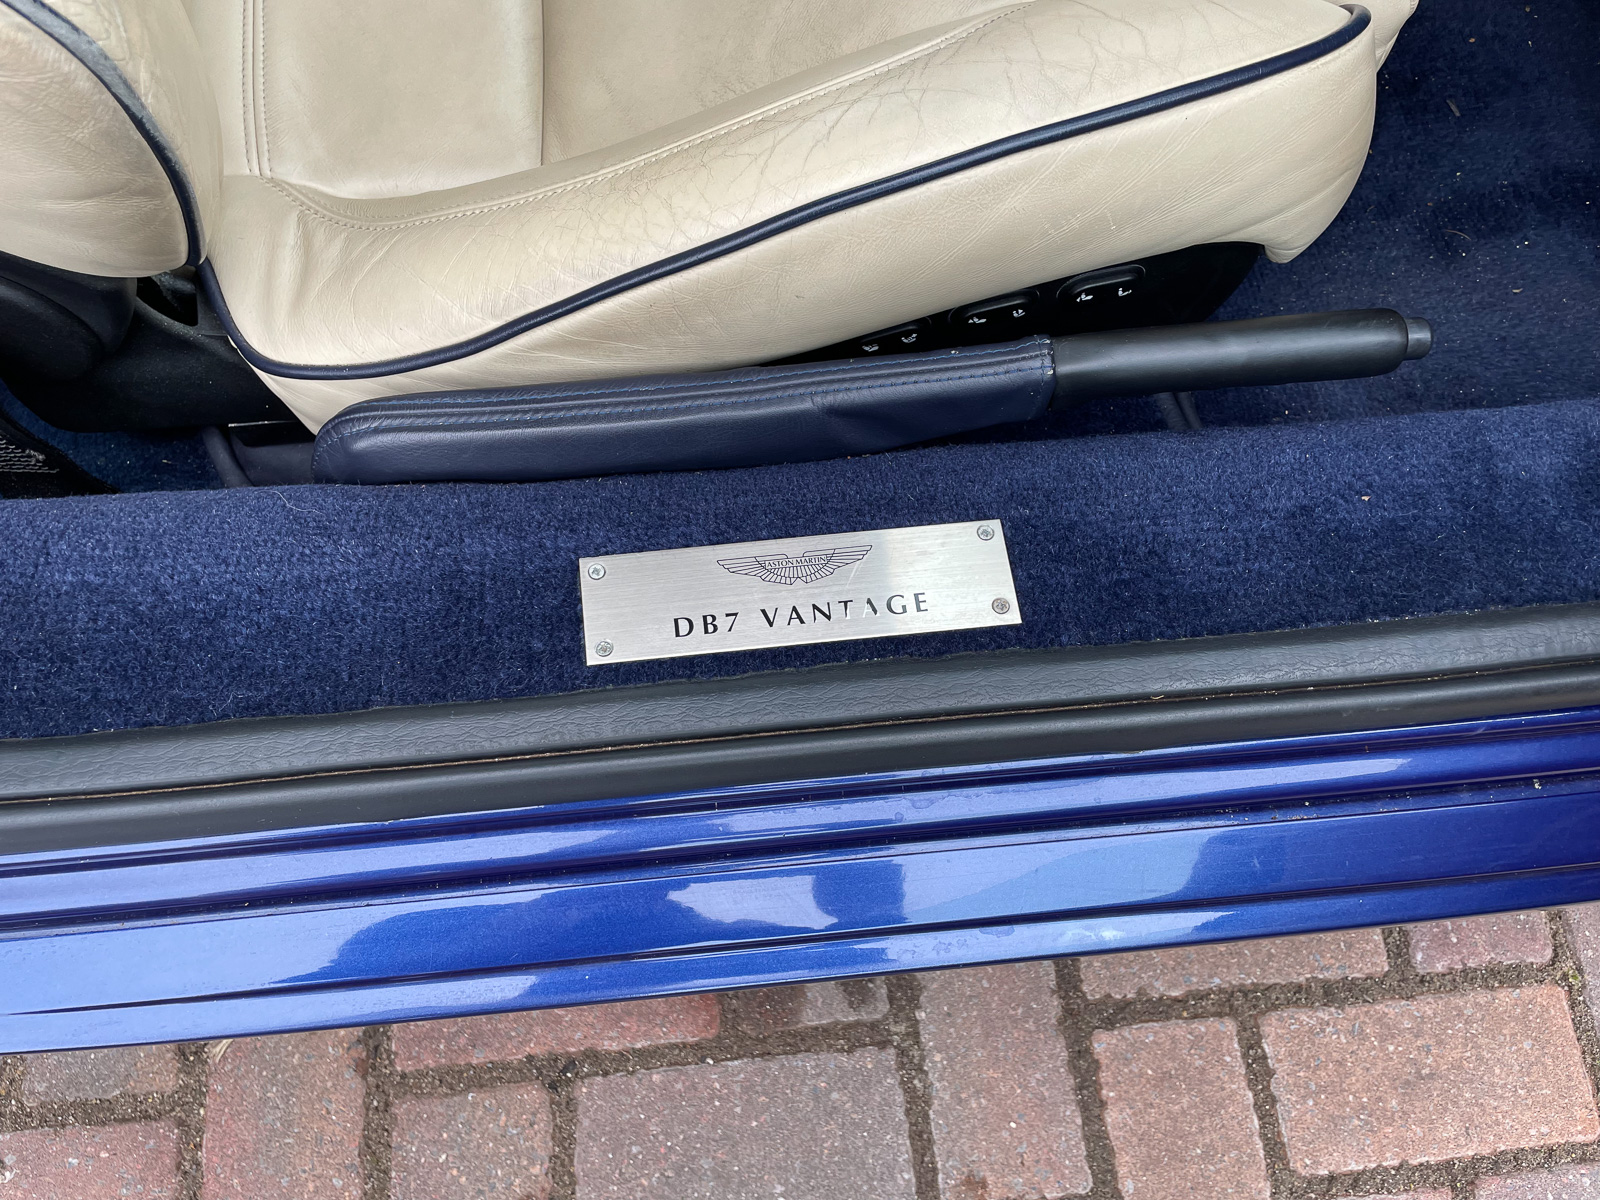 ASTON MARTIN
DB7 VANTAGE